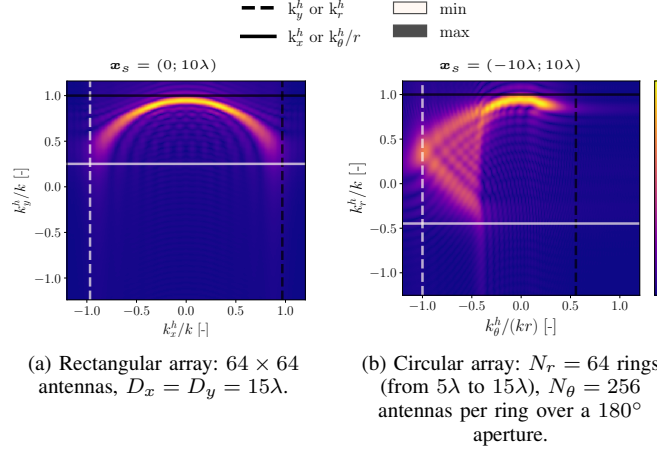 k_y^h or k_r^h
k_x^h or k_θ^h/r
min
max
x_s = (0; 10λ)
x_s = (−10λ; 10λ)
1.0
0.5
0.0
−0.5
−1.0
k_y^h/k [-]
−1.0 −0.5 0.0 0.5 1.0
k_x^h/k [-]
1.0
0.5
0.0
−0.5
−1.0
k_r^h/k [-]
−1.0 −0.5 0.0 0.5 1.0
k_θ^h/(kr) [-]
(a) Rectangular array: 64 × 64
antennas, D_x = D_y = 15λ.
(b) Circular array: N_r = 64 rings
(from 5λ to 15λ), N_θ = 256
antennas per ring over a 180°
aperture.